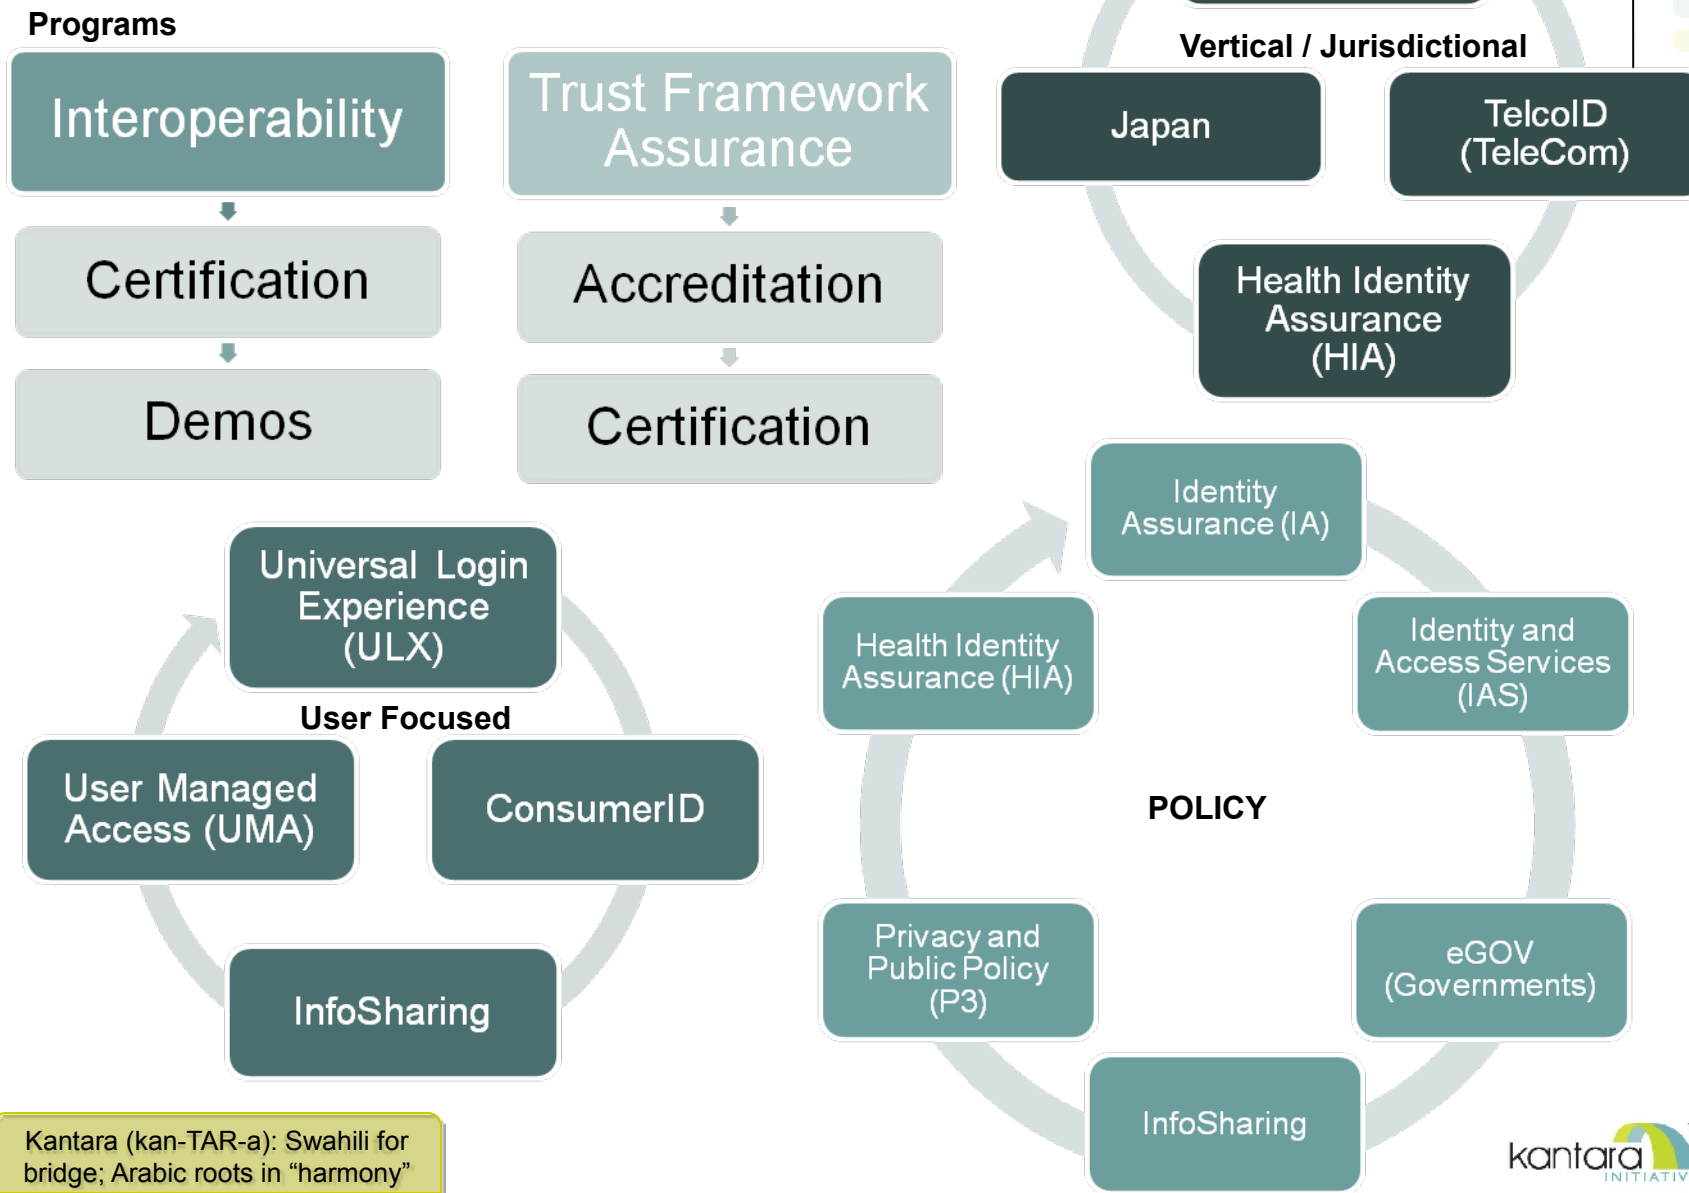 Programs
Interoperability
Certification
Demos
Trust Framework
Assurance
Accreditation
Certification
Vertical / Jurisdictional
Japan
TelcoID
(TeleCom)
Health Identity
Assurance
(HIA)
Universal Login
Experience
(ULX)
User Focused
User Managed
Access (UMA)
ConsumerID
InfoSharing
Identity
Assurance (IA)
Health Identity
Assurance (HIA)
Identity and
Access Services
(IAS)
POLICY
Privacy and
Public Policy
(P3)
eGOV
(Governments)
InfoSharing
Kantara (kan-TAR-a): Swahili for
bridge; Arabic roots in “harmony”
kantara
INITIATIV